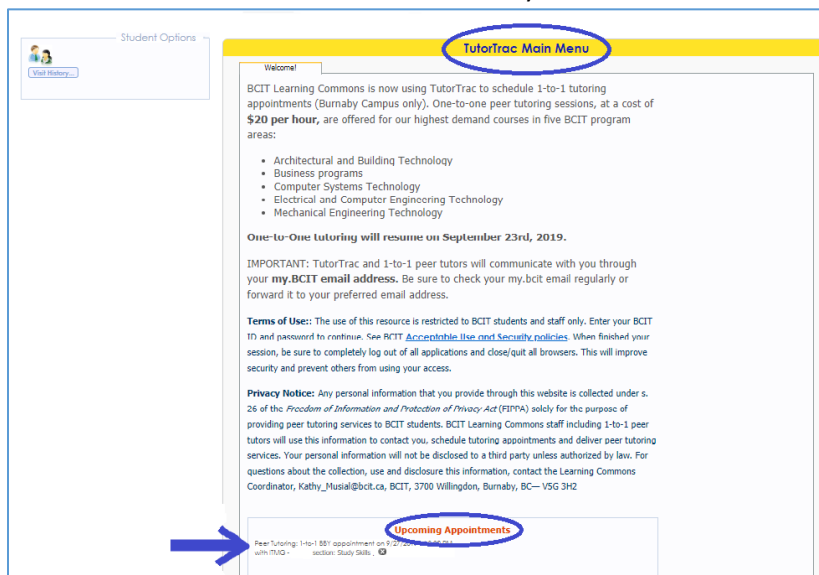 Student Options
Visit History...
TutorTrac Main Menu
Welcome!
BCIT Learning Commons is now using TutorTrac to schedule 1-to-1 tutoring
appointments (Burnaby Campus only). One-to-one peer tutoring sessions, at a cost of
$20 per hour, are offered for our highest demand courses in five BCIT program
areas:
• Architectural and Building Technology
• Business programs
• Computer Systems Technology
• Electrical and Computer Engineering Technology
• Mechanical Engineering Technology
One-to-One tutoring will resume on September 23rd, 2019.
IMPORTANT: TutorTrac and 1-to-1 peer tutors will communicate with you through
your my.BCIT email address. Be sure to check your my.bcit email regularly or
forward it to your preferred email address.
Terms of Use:: The use of this resource is restricted to BCIT students and staff only. Enter your BCIT
ID and password to continue. See BCIT Acceptable Use and Security policies. When finished your
session, be sure to completely log out of all applications and close/quit all browsers. This will improve
security and prevent others from using your access.
Privacy Notice: Any personal information that you provide through this website is collected under s.
26 of the Freedom of Information and Protection of Privacy Act (FIPPA) solely for the purpose of
providing peer tutoring services to BCIT students. BCIT Learning Commons staff including 1-to-1 peer
tutors will use this information to contact you, schedule tutoring appointments and deliver peer tutoring
services. Your personal information will not be disclosed to a third party unless authorized by law. For
questions about the collection, use and disclosure this information, contact the Learning Commons
Coordinator, Kathy_Musial@bcit.ca, BCIT, 3700 Willingdon, Burnaby, BC— V5G 3H2
Upcoming Appointments
Peer Tutoring: 1-to-1 BBY appointment on
with ITMQ - section: Study Skills ,